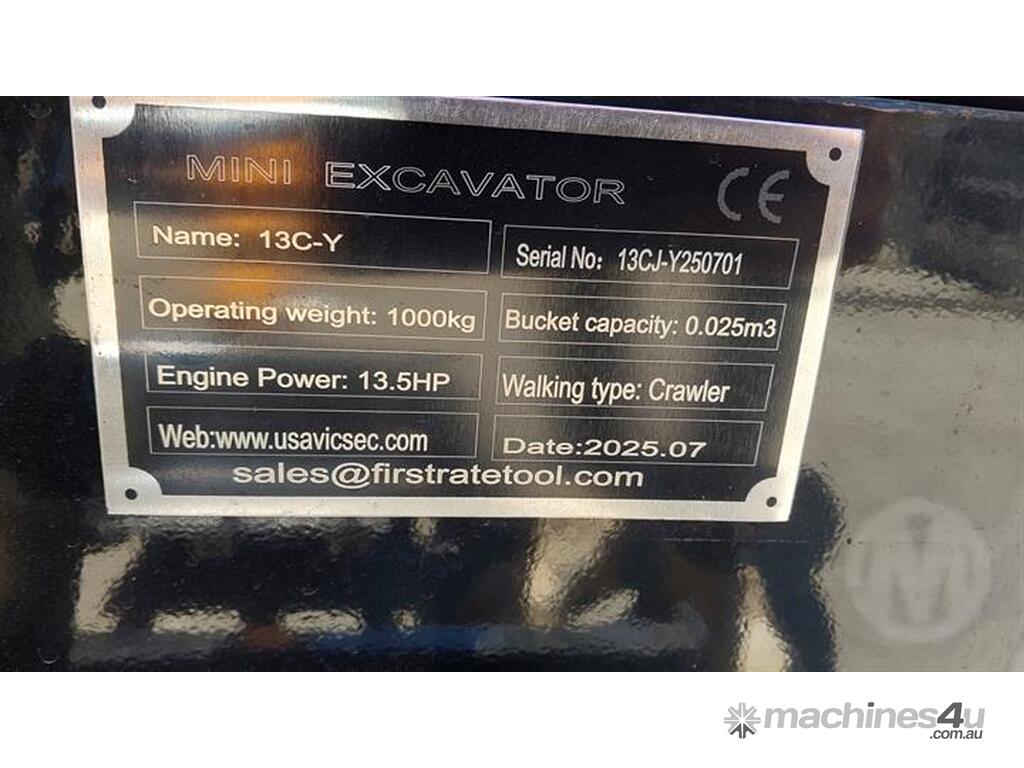 MINI EXCAVATOR
CE
Name: 13C-Y
Serial No: 13CJ-Y250701
Operating weight: 1000kg
Bucket capacity: 0.025m3
Engine Power: 13.5HP
Walking type: Crawler
Web:www.usavicsec.com
Date:2025.07
sales@firstratetool.com
M
machines4u
.com.au